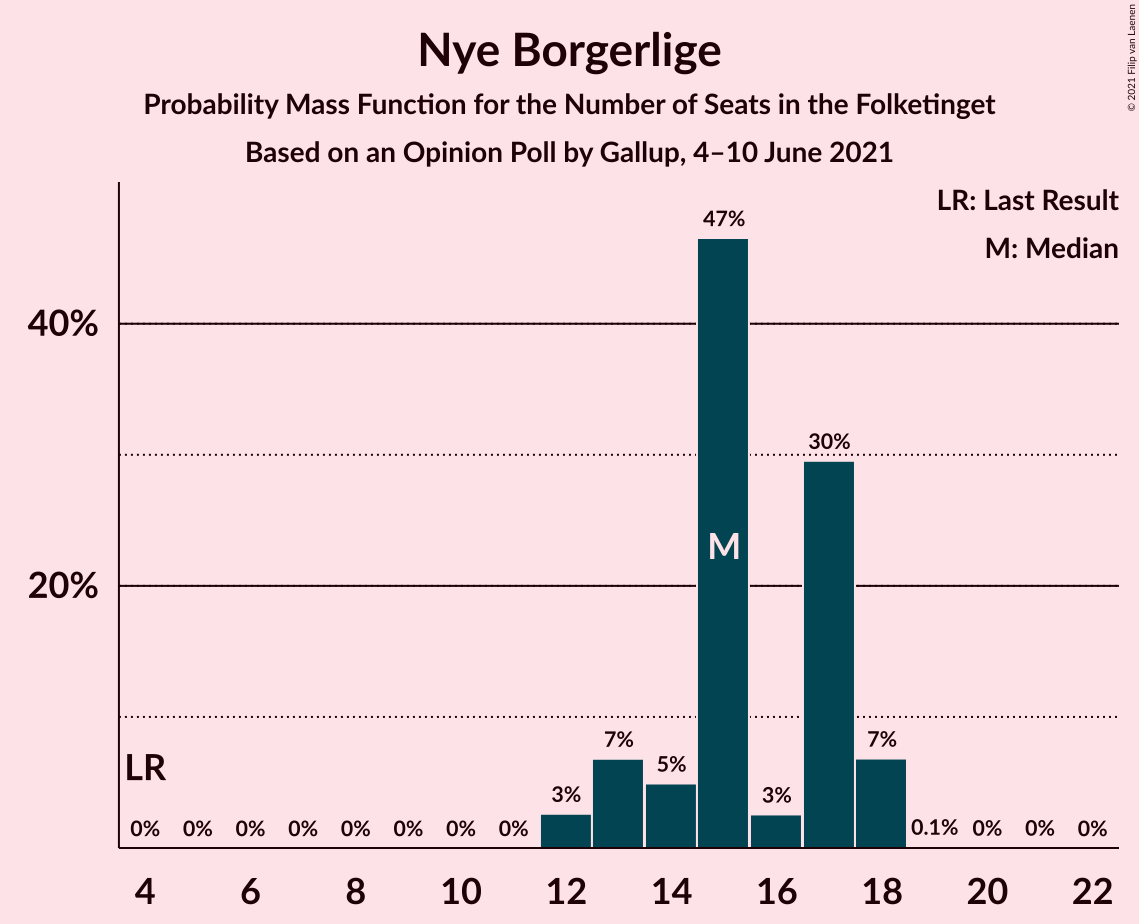 Nye Borgerlige
Probability Mass Function for the Number of Seats in the Folketinget
Based on an Opinion Poll by Gallup, 4–10 June 2021
© 2021 Filip van Laenen
LR: Last Result
M: Median
47%
40%
30%
M
20%
LR
7%
7%
5%
3%
3%
0% 0% 0% 0% 0% 0% 0% 0% 0.1% 0% 0% 0%
4 6 8 10 12 14 16 18 20 22